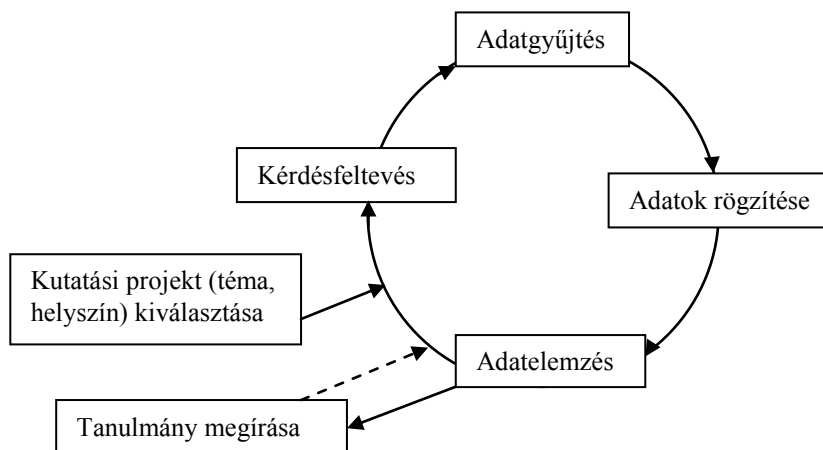 Adatgyűjtés
Kérdésfeltevés
Adatok rögzítése
Kutatási projekt (téma,
helyszín) kiválasztása
Adatelemzés
Tanulmány megírása